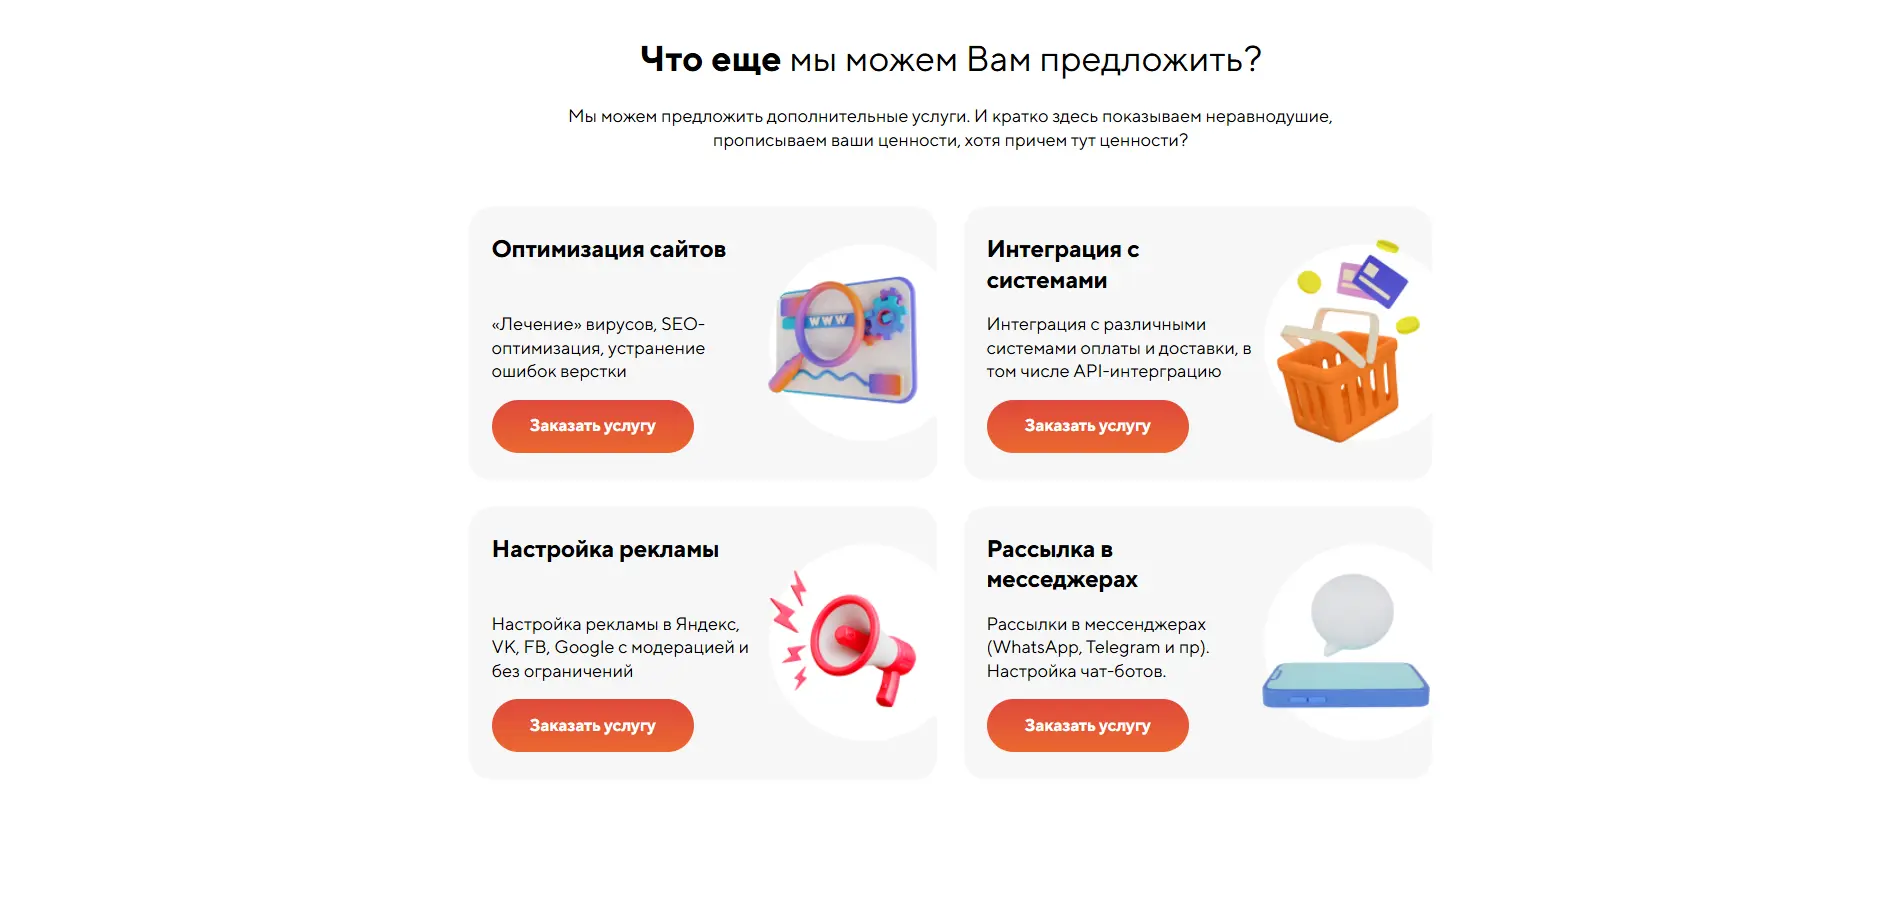 Что еще мы можем Вам предложить?
Мы можем предложить дополнительные услуги. И кратко здесь показываем неравнодушие,
прописываем ваши ценности, хотя причем тут ценности?
Оптимизация сайтов
«Лечение» вирусов, SEO-
оптимизация, устранение
ошибок верстки
Заказать услугу
WWW
Интеграция с
системами
Интеграция с различными
системами оплаты и доставки, в
том числе API-интерграцию
Заказать услугу
Настройка рекламы
Настройка рекламы в Яндекс,
VK, FB, Google с модерацией и
без ограничений
Заказать услугу
Рассылка в
месседжерах
Рассылки в мессенджерах
(WhatsApp, Telegram и пр).
Настройка чат-ботов.
Заказать услугу